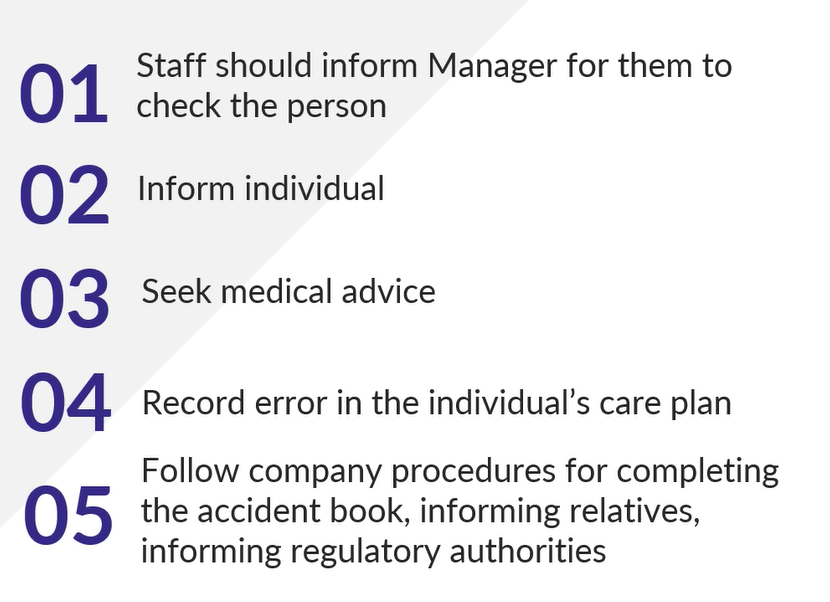 01 Staff should inform Manager for them to
check the person
02 Inform individual
03 Seek medical advice
04 Record error in the individual’s care plan
05 Follow company procedures for completing
the accident book, informing relatives,
informing regulatory authorities